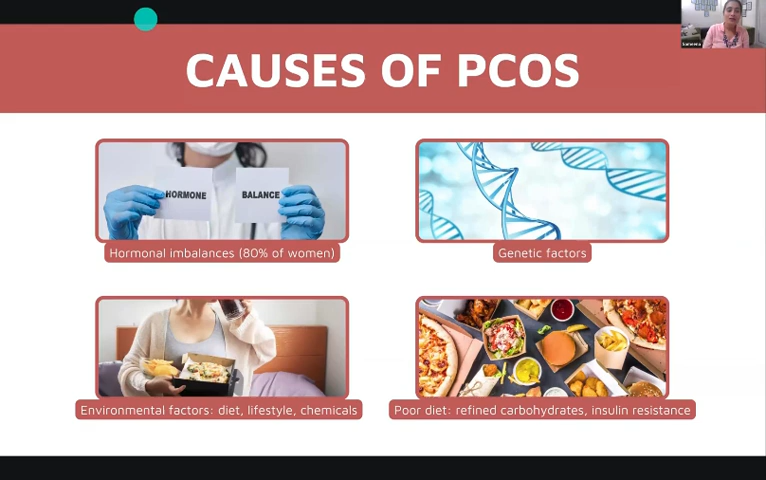 CAUSES OF PCOS
HORMONE
BALANCE
Hormonal imbalances (80% of women)
Genetic factors
Environmental factors: diet, lifestyle, chemicals
Poor diet: refined carbohydrates, insulin resistance